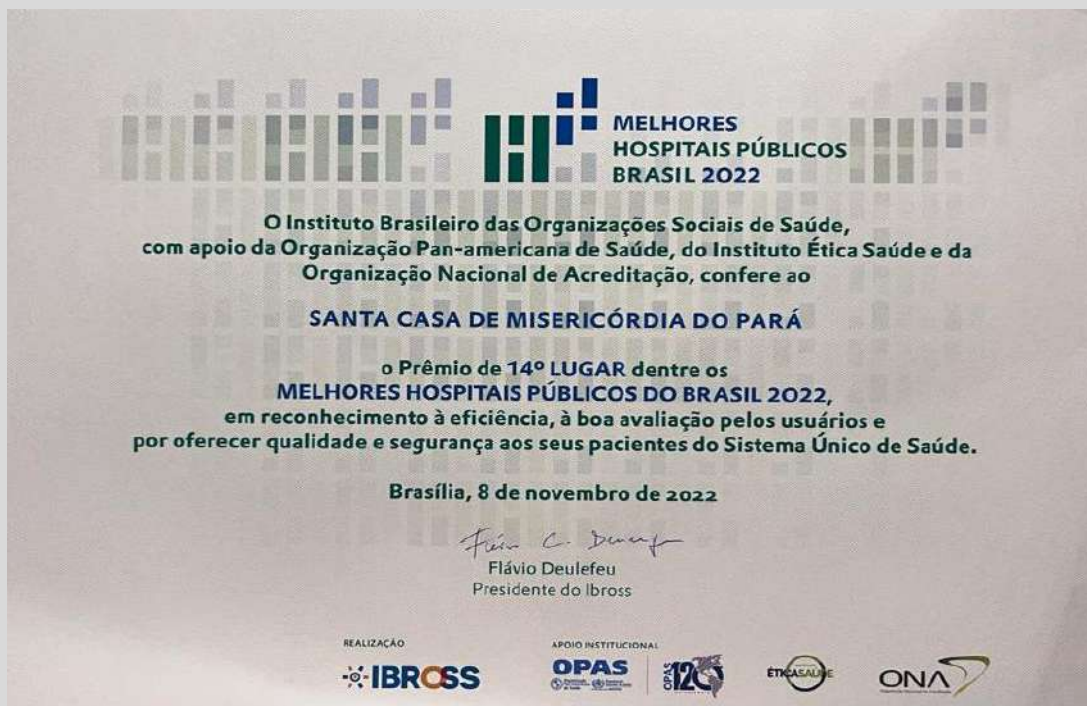 MELHORES
HOSPITAIS PÚBLICOS
BRASIL 2022
O Instituto Brasileiro das Organizações Sociais de Saúde,
com apoio da Organização Pan-americana de Saúde, do Instituto Ética Saúde e da
Organização Nacional de Acreditação, confere ao
SANTA CASA DE MISERICÓRDIA DO PARÁ
o Prêmio de 14º LUGAR dentre os
MELHORES HOSPITAIS PÚBLICOS DO BRASIL 2022,
em reconhecimento à eficiência, à boa avaliação pelos usuários e
por oferecer qualidade e segurança aos seus pacientes do Sistema Único de Saúde.
Brasília, 8 de novembro de 2022
Flávio Deulefeu
Presidente do Ibross
REALIZAÇÃO
APOIO INSTITUCIONAL
IBROSS
OPAS
OPAS 120
ÉTICASAÚDE
ONA